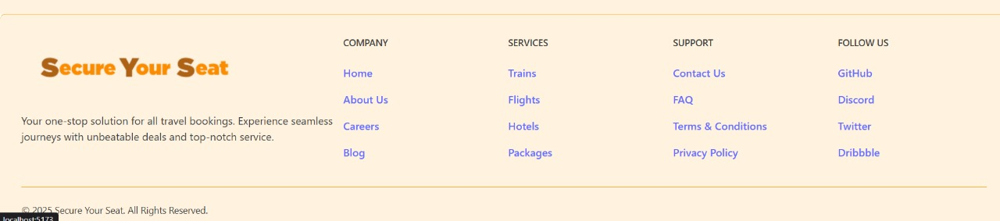 Secure Your Seat
Your one-stop solution for all travel bookings. Experience seamless
journeys with unbeatable deals and top-notch service.
COMPANY
Home
About Us
Careers
Blog
SERVICES
Trains
Flights
Hotels
Packages
SUPPORT
Contact Us
FAQ
Terms & Conditions
Privacy Policy
FOLLOW US
GitHub
Discord
Twitter
Dribbble
© 2025 Secure Your Seat. All Rights Reserved.
localhost:5173